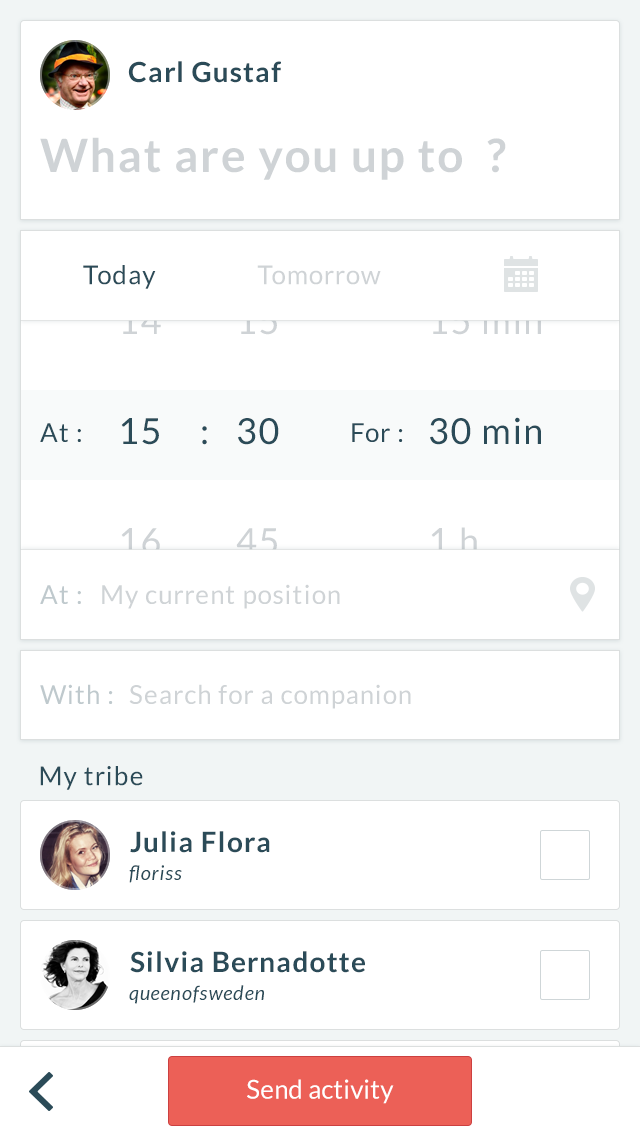 Carl Gustaf
What are you up to ?
Today Tomorrow
14 15 15 min
At : 15 : 30 For : 30 min
16 45 1 h
At : My current position
With : Search for a companion
My tribe
Julia Flora
floriss
Silvia Bernadotte
queenofsweden
Send activity